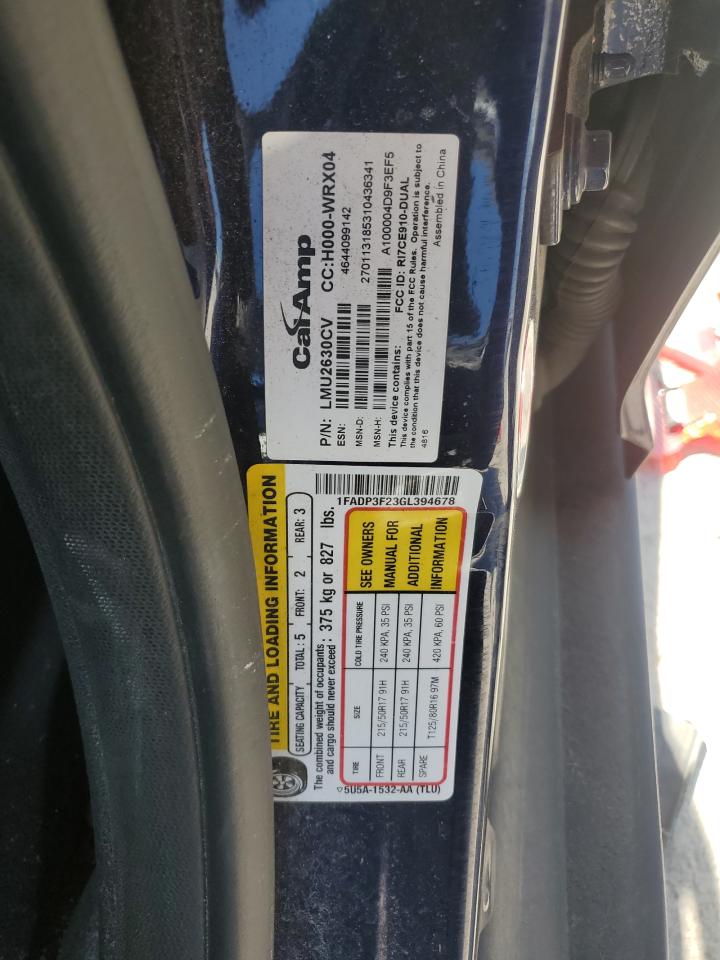 CalAmp
P/N: LMU2630CV CC:H000-WRX04
ESN: 4644099142
MSN-D: 270113185310436341
MSN-H: A100004D9F3EF5
This device contains: FCC ID: RI7CE910-DUAL
This device complies with part 15 of the FCC Rules. Operation is subject to
the condition that this device does not cause harmful interference.
4816 Assembled in China
TIRE AND LOADING INFORMATION
SEATING CAPACITY TOTAL: 5 FRONT: 2 REAR: 3
The combined weight of occupants
and cargo should never exceed: 375 kg or 827 lbs.
1FADP3F23GL394678
TIRE SIZE COLD TIRE PRESSURE
FRONT 215/50R17 91H 240 KPA, 35 PSI
REAR 215/50R17 91H 240 KPA, 35 PSI
SPARE T125/80R16 97M 420 KPA, 60 PSI
SEE OWNERS
MANUAL FOR
ADDITIONAL
INFORMATION
5U5A-1532-AA (TLU)